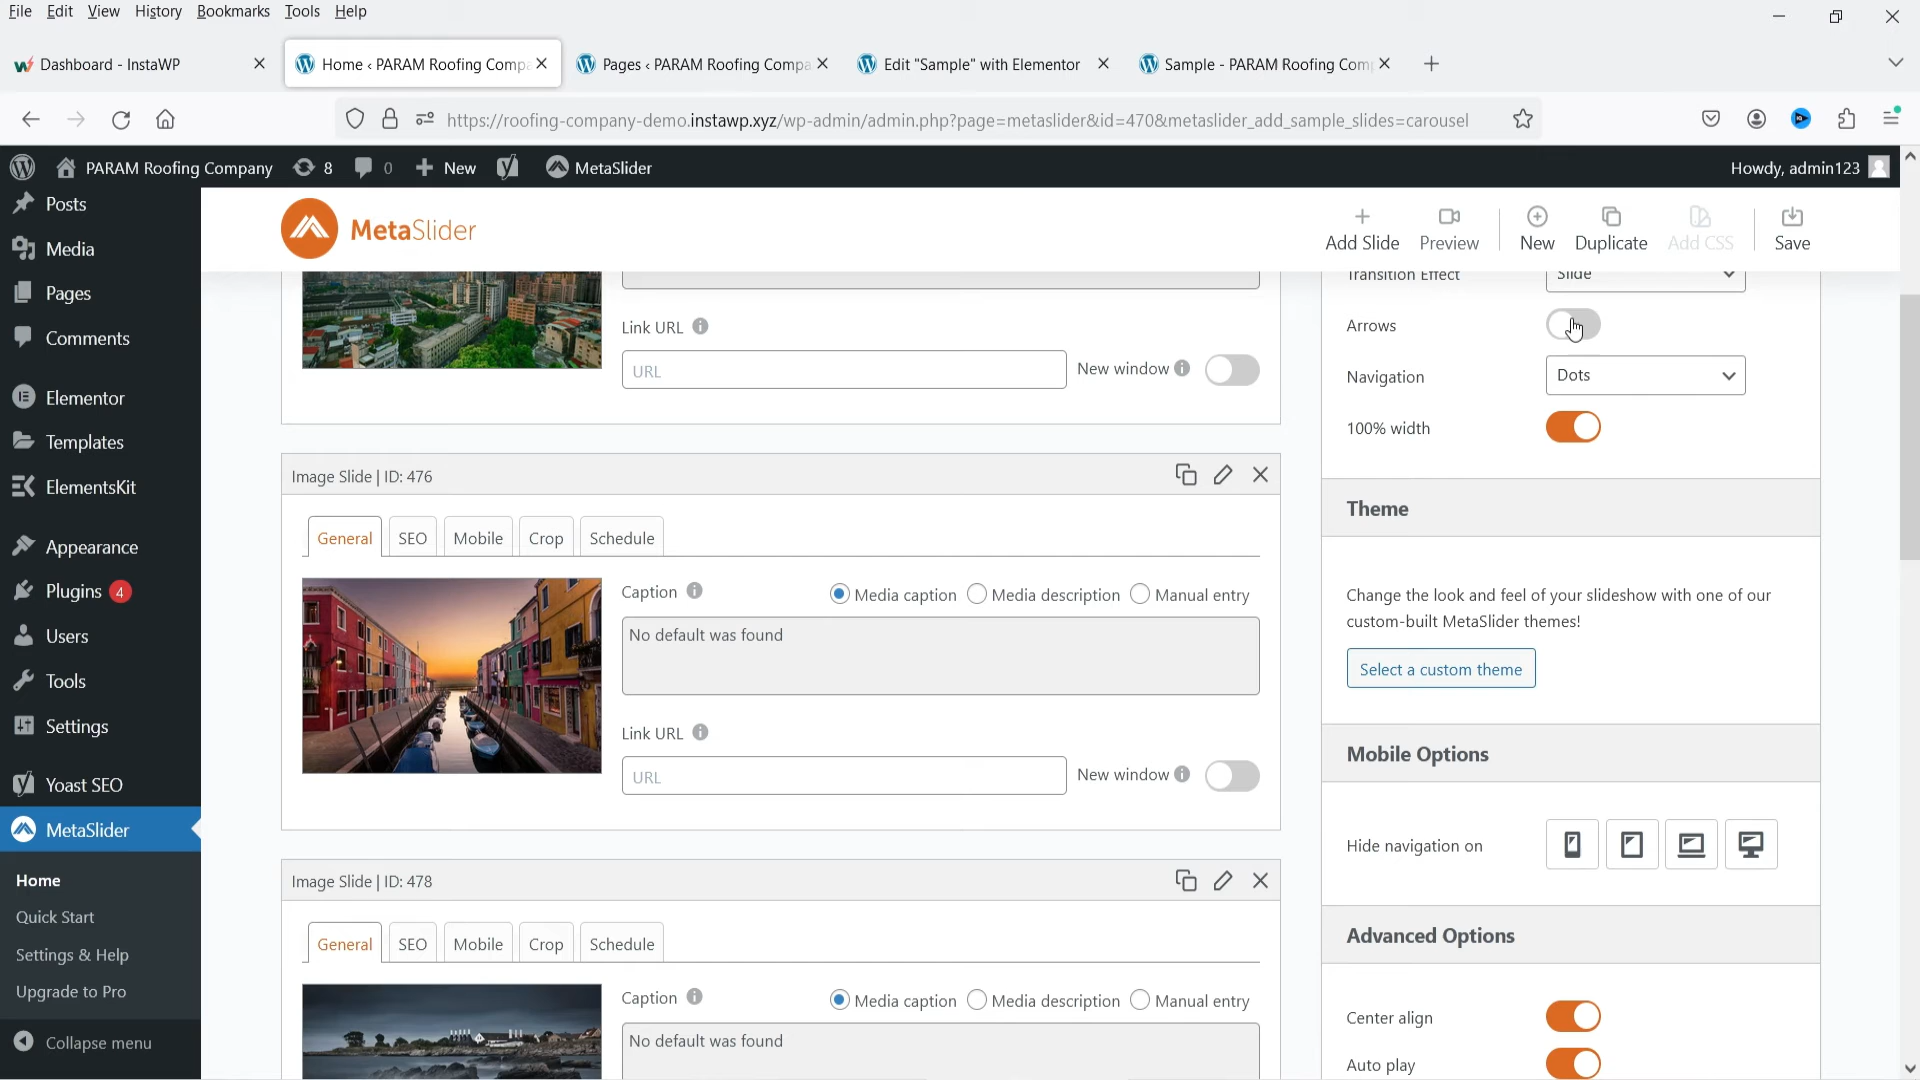 File Edit View History Bookmarks Tools Help
Dashboard - InstaWP
Home ‹ PARAM Roofing Comp
Pages ‹ PARAM Roofing Compa
Edit "Sample" with Elementor
Sample - PARAM Roofing Com
https://roofing-company-demo.instawp.xyz/wp-admin/admin.php?page=metaslider&id=470&metaslider_add_sample_slides=carousel
PARAM Roofing Company 8 0 New MetaSlider
Howdy, admin123
Posts
Media
Pages
Comments
Elementor
Templates
ElementsKit
Appearance
Plugins 4
Users
Tools
Settings
Yoast SEO
MetaSlider
Home
Quick Start
Settings & Help
Upgrade to Pro
Collapse menu
MetaSlider
Add Slide Preview New Duplicate Add CSS Save
Link URL
URL
New window
Image Slide | ID: 476
General SEO Mobile Crop Schedule
Caption
Media caption Media description Manual entry
No default was found
Link URL
URL
New window
Image Slide | ID: 478
General SEO Mobile Crop Schedule
Caption
Media caption Media description Manual entry
No default was found
Transition Effect Slide
Arrows
Navigation Dots
100% width
Theme
Change the look and feel of your slideshow with one of our
custom-built MetaSlider themes!
Select a custom theme
Mobile Options
Hide navigation on
Advanced Options
Center align
Auto play